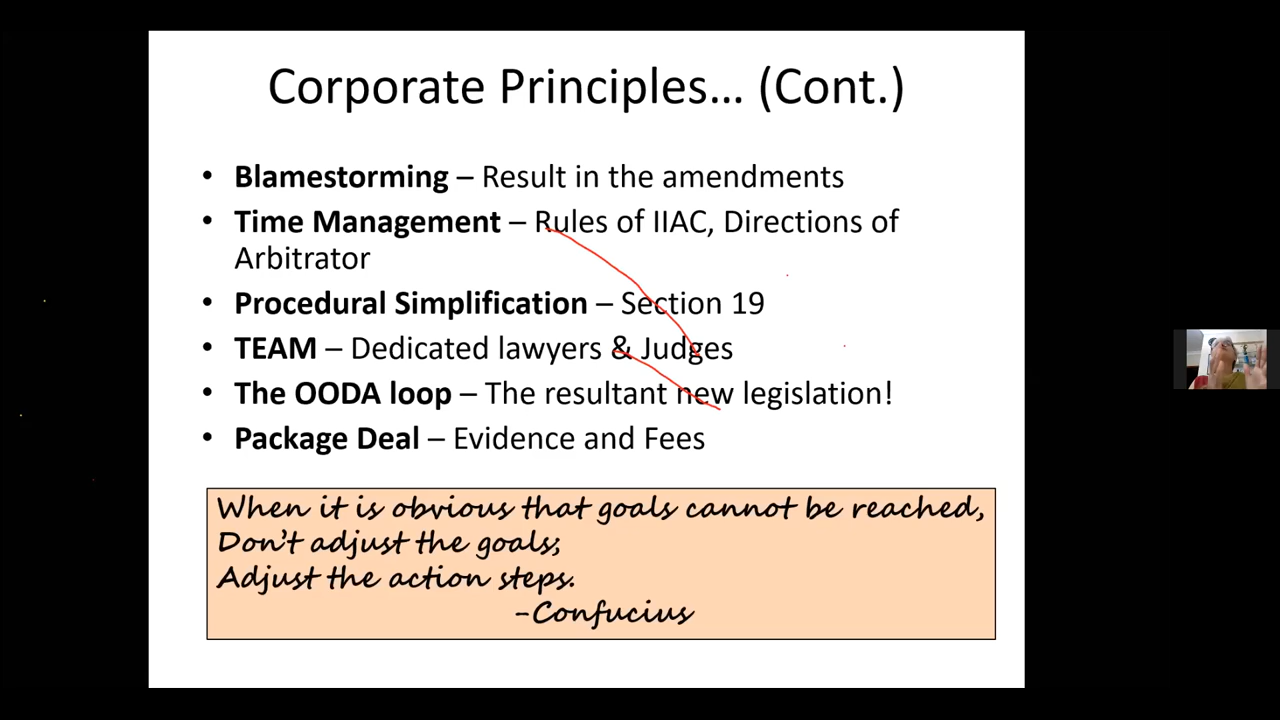 Corporate Principles… (Cont.)
• Blamestorming – Result in the amendments
• Time Management – Rules of IIAC, Directions of
Arbitrator
• Procedural Simplification – Section 19
• TEAM – Dedicated lawyers & Judges
• The OODA loop – The resultant new legislation!
• Package Deal – Evidence and Fees
When it is obvious that goals cannot be reached,
Don't adjust the goals;
Adjust the action steps.
-Confucius